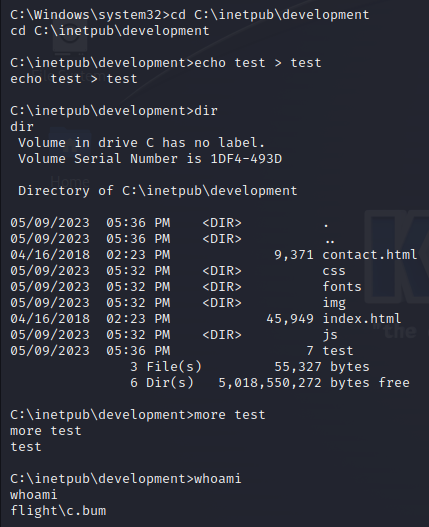 C:\Windows\system32>cd C:\inetpub\development
cd C:\inetpub\development
C:\inetpub\development>echo test > test
echo test > test
C:\inetpub\development>dir
dir
 Volume in drive C has no label.
 Volume Serial Number is 1DF4-493D
 Directory of C:\inetpub\development
05/09/2023  05:36 PM    <DIR>          .
05/09/2023  05:36 PM    <DIR>          ..
04/16/2018  02:23 PM             9,371 contact.html
05/09/2023  05:32 PM    <DIR>          css
05/09/2023  05:32 PM    <DIR>          fonts
05/09/2023  05:32 PM    <DIR>          img
04/16/2018  02:23 PM            45,949 index.html
05/09/2023  05:32 PM    <DIR>          js
05/09/2023  05:36 PM                 7 test
               3 File(s)         55,327 bytes
               6 Dir(s)   5,018,550,272 bytes free
C:\inetpub\development>more test
more test
test
C:\inetpub\development>whoami
whoami
flight\c.bum